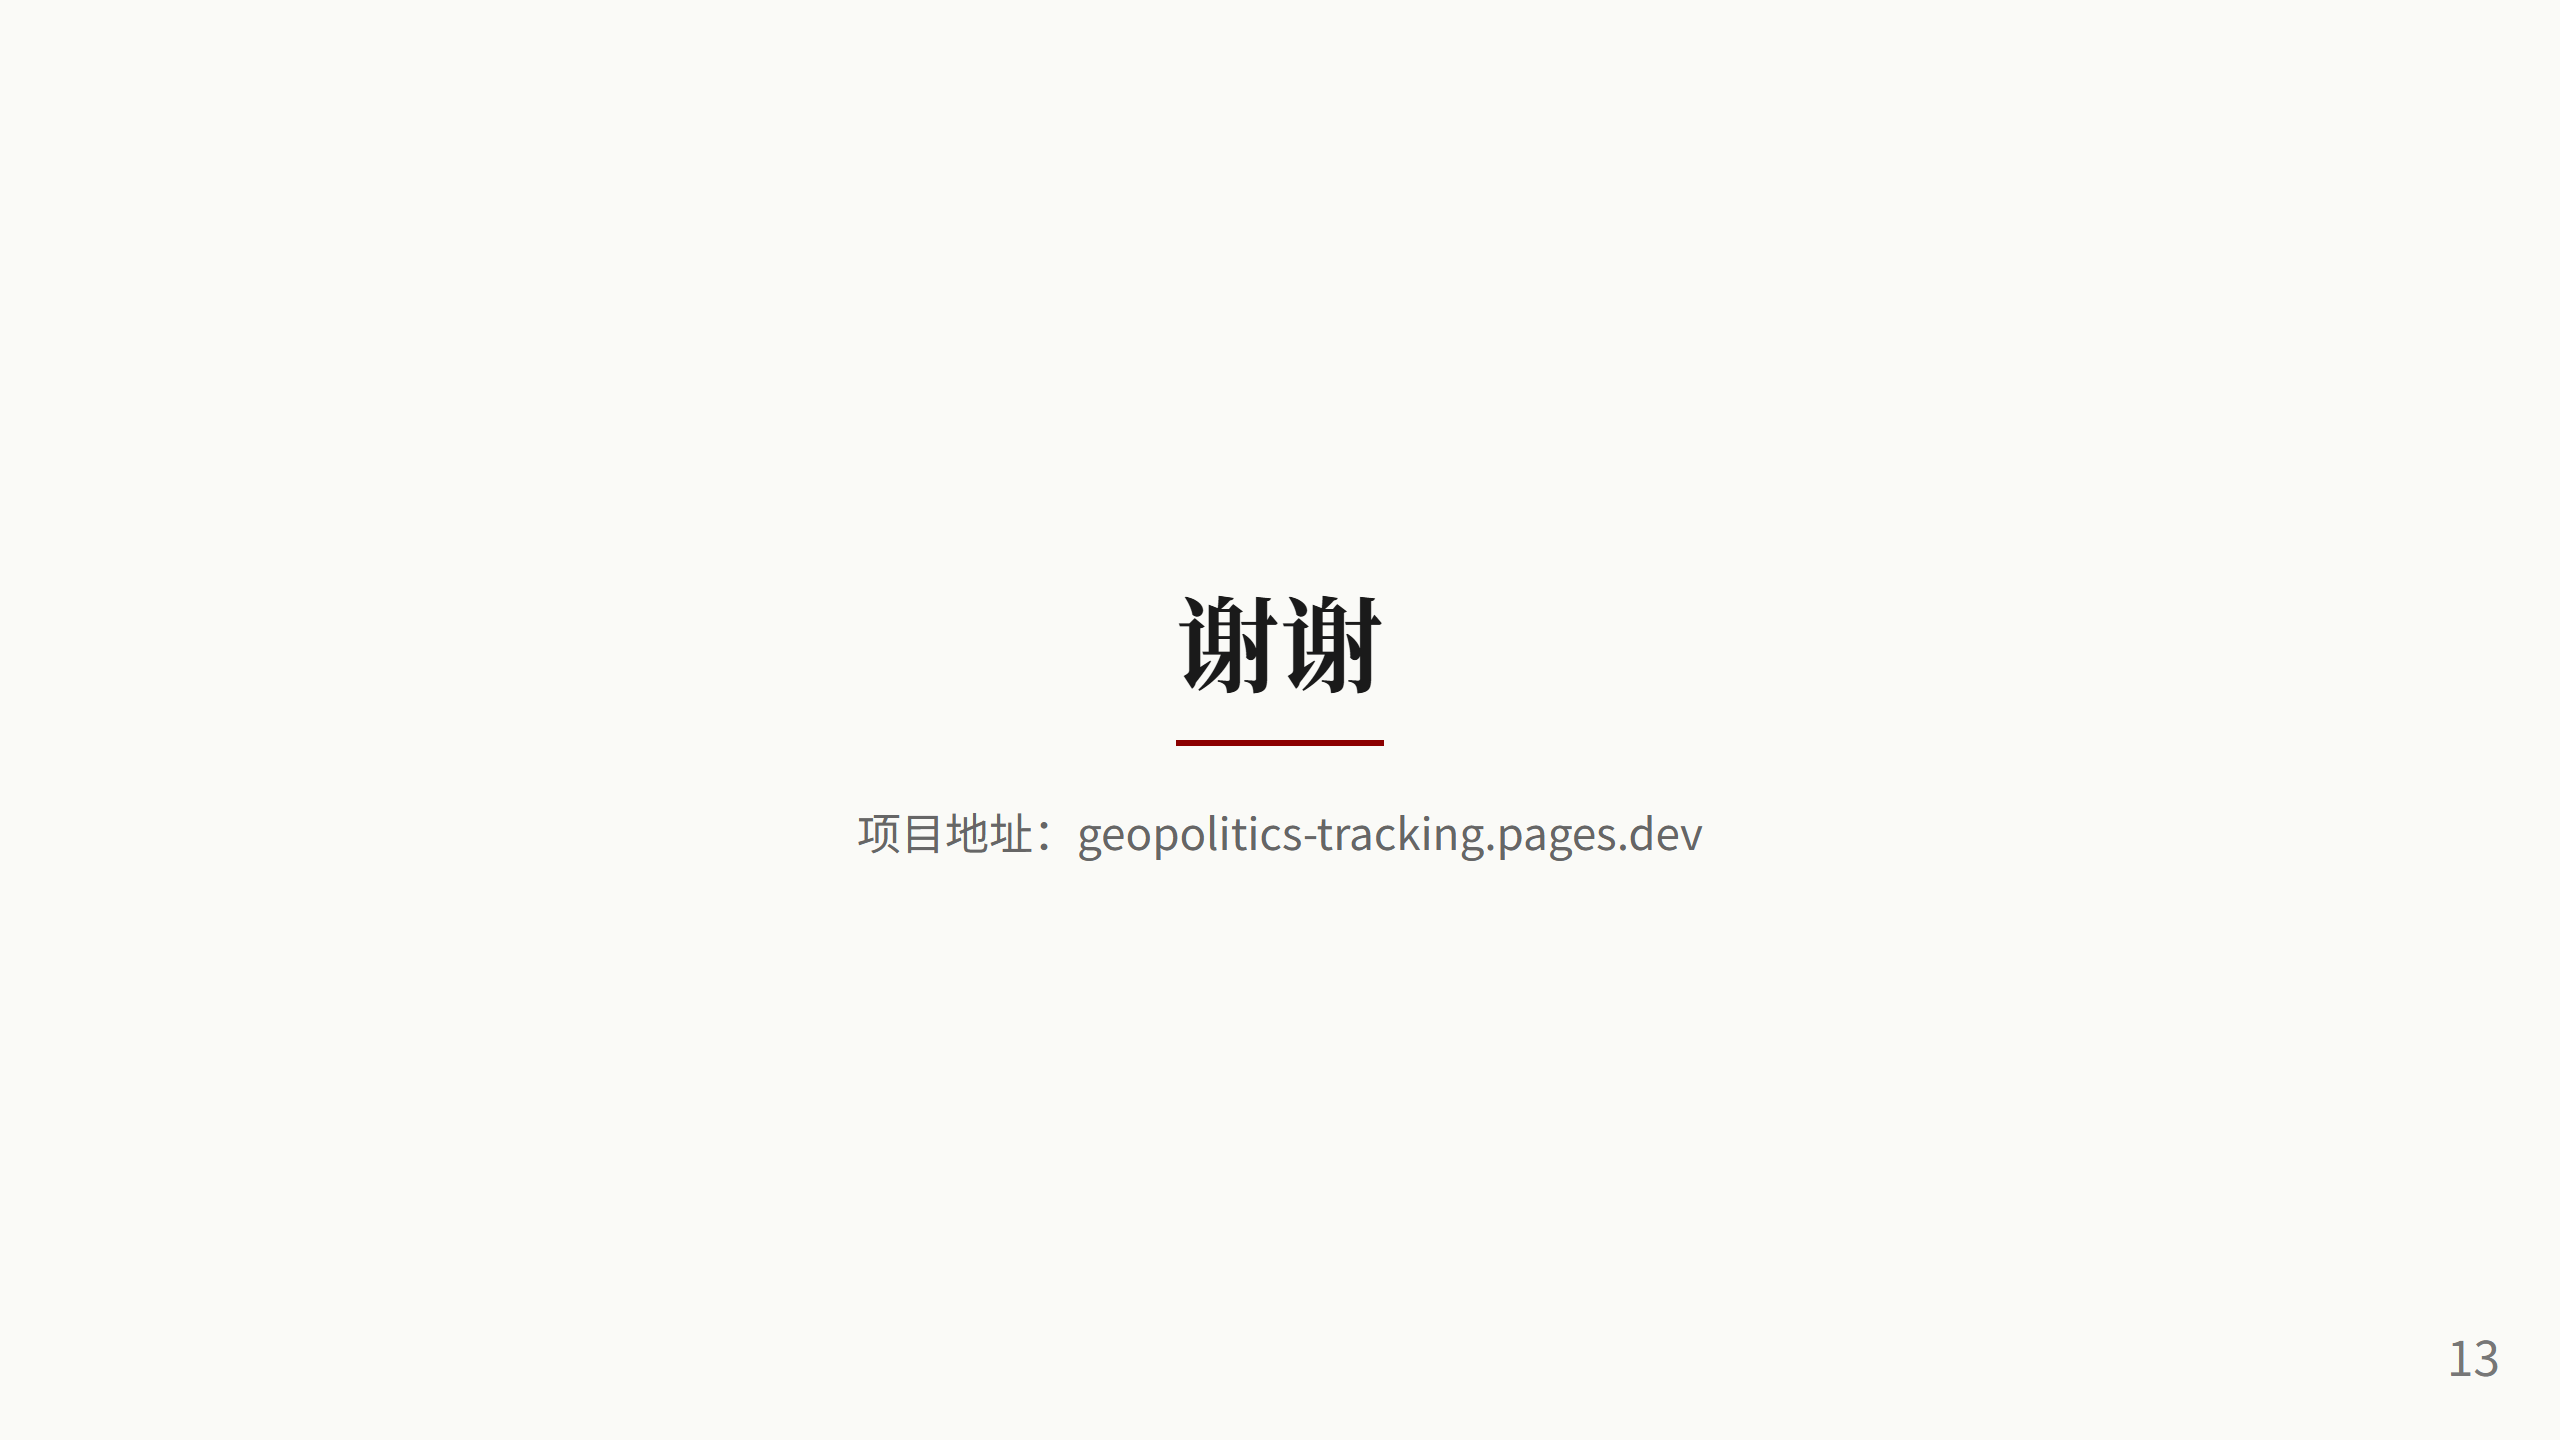 谢谢
项目地址：geopolitics-tracking.pages.dev
13